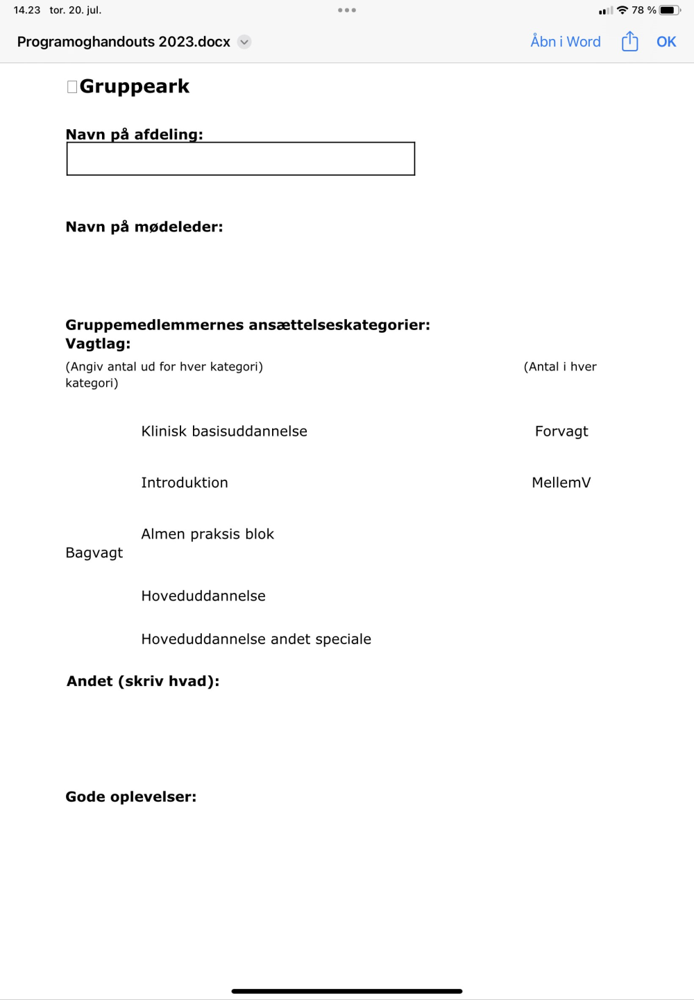 14.23 tor. 20. jul. 78 %
Programoghandouts 2023.docx Åbn i Word OK
Gruppeark
Navn på afdeling:
Navn på mødeleder:
Gruppemedlemmernes ansættelseskategorier:
Vagtlag:
(Angiv antal ud for hver kategori) (Antal i hver
kategori)
Klinisk basisuddannelse Forvagt
Introduktion MellemV
Almen praksis blok
Bagvagt
Hoveduddannelse
Hoveduddannelse andet speciale
Andet (skriv hvad):
Gode oplevelser: